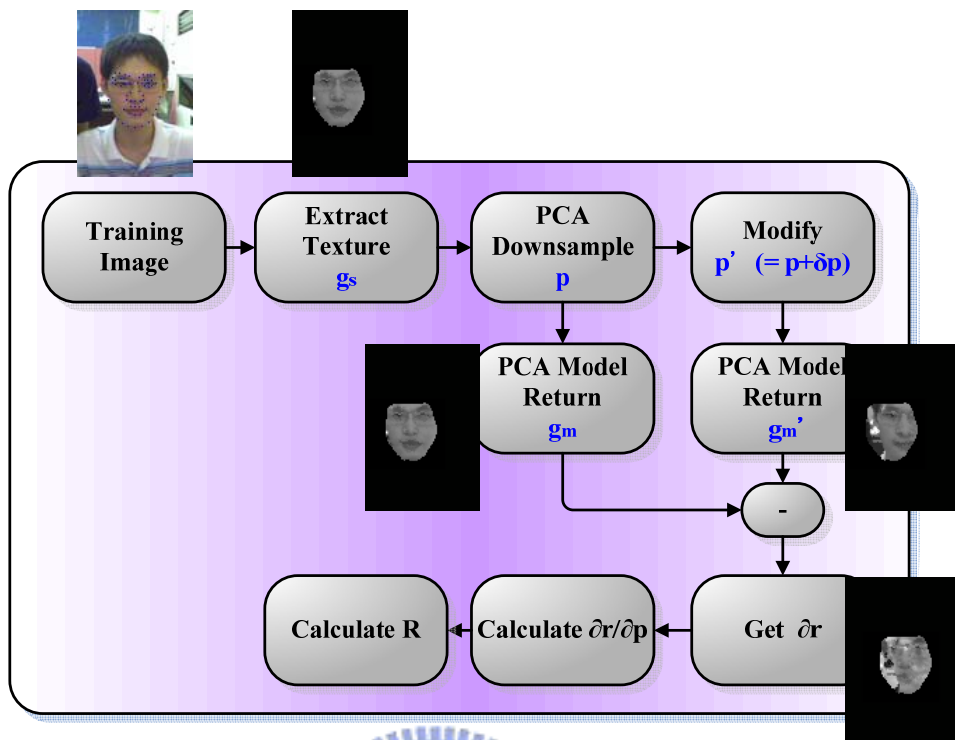 Training
Image
Extract
Texture
gs
PCA
Downsample
p
Modify
p’ (= p+δp)
PCA Model
Return
gm
PCA Model
Return
gm’
-
Calculate R
Calculate ∂r/∂p
Get ∂r